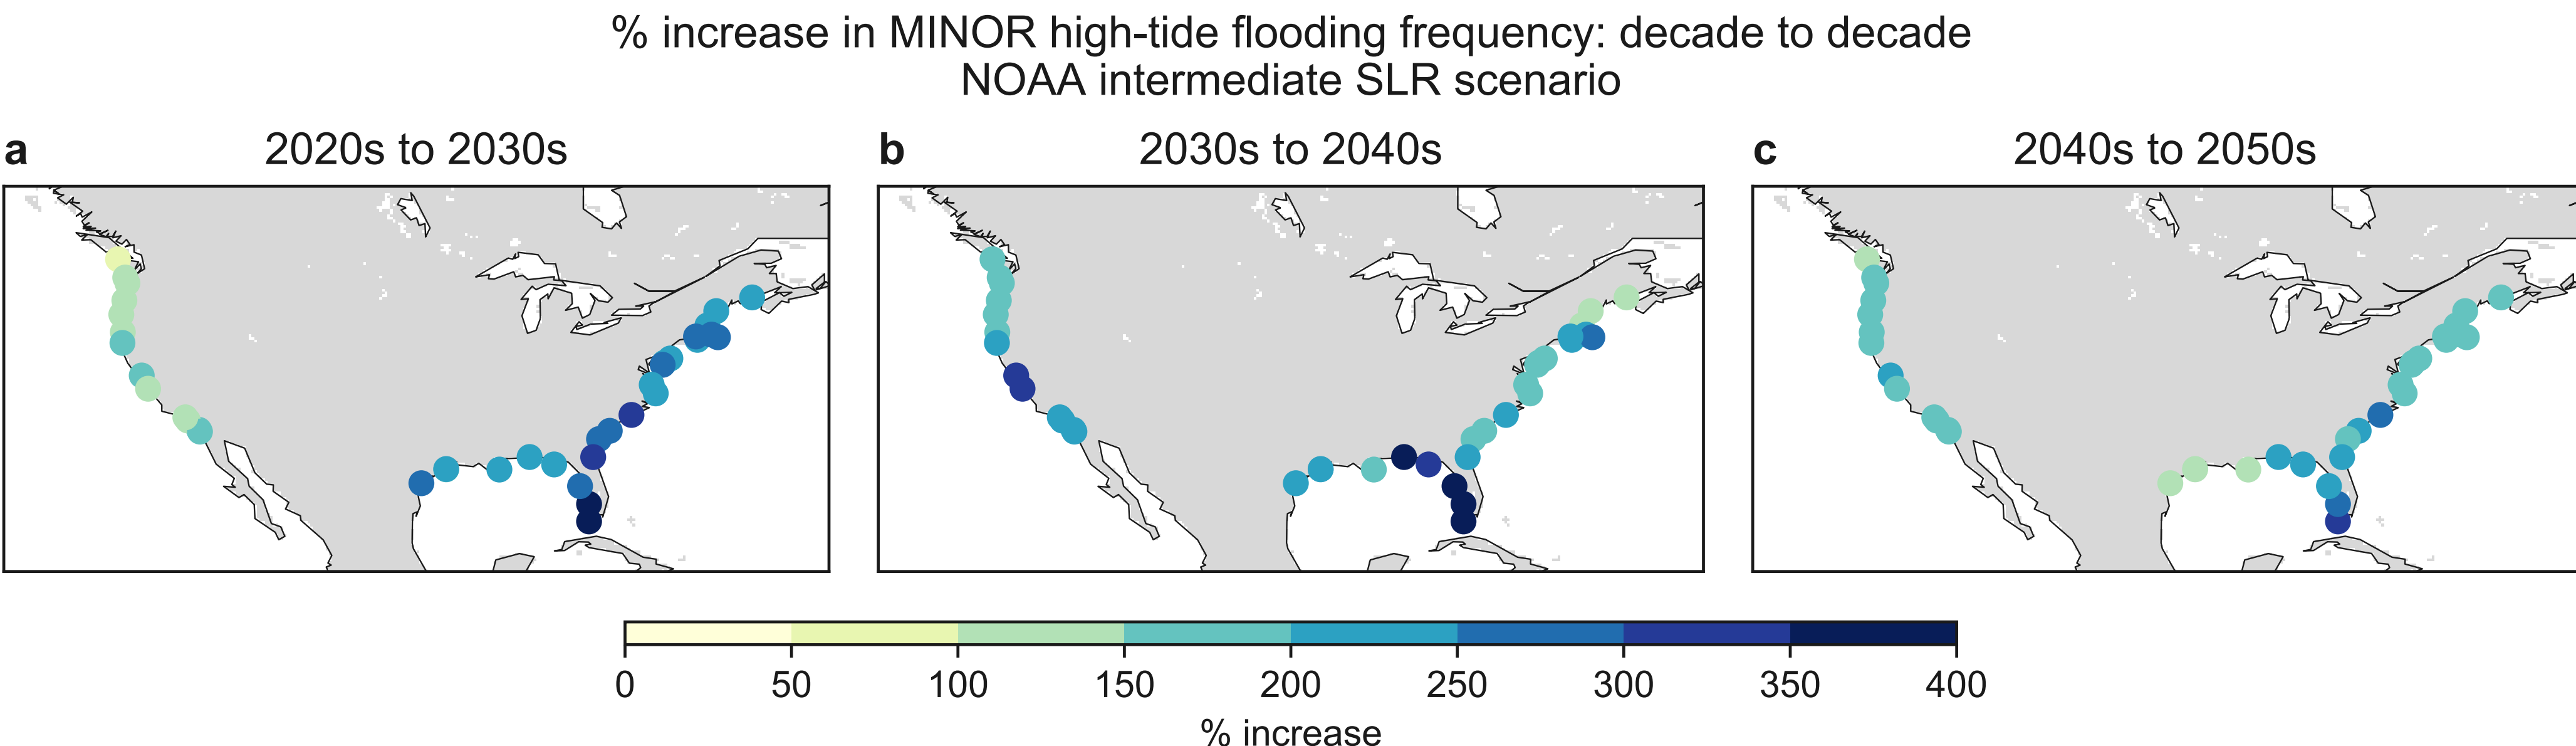 % increase in MINOR high-tide flooding frequency: decade to decade
NOAA intermediate SLR scenario
a 2020s to 2030s
b 2030s to 2040s
c 2040s to 2050s
0 50 100 150 200 250 300 350 400
% increase